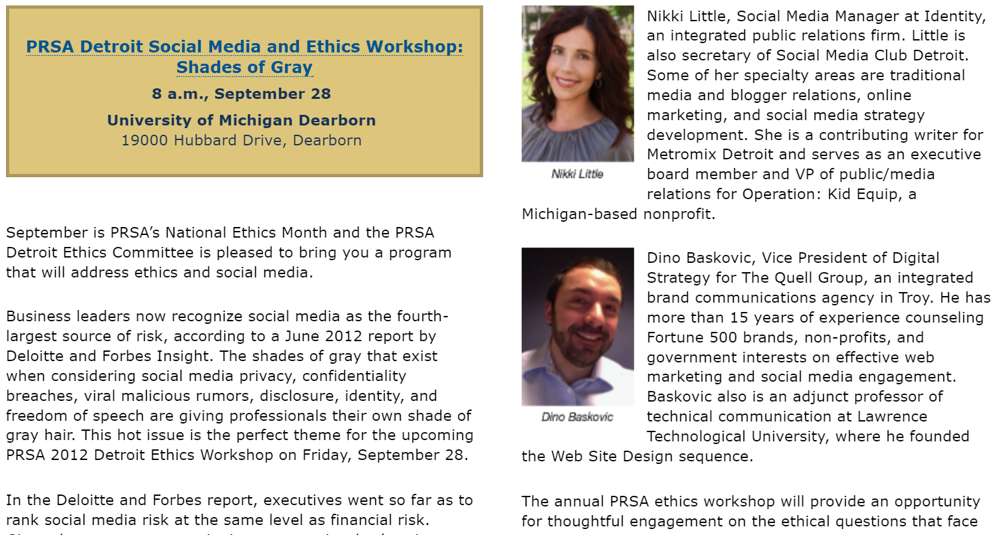 PRSA Detroit Social Media and Ethics Workshop:
Shades of Gray
8 a.m., September 28
University of Michigan Dearborn
19000 Hubbard Drive, Dearborn
September is PRSA’s National Ethics Month and the PRSA
Detroit Ethics Committee is pleased to bring you a program
that will address ethics and social media.
Business leaders now recognize social media as the fourth-
largest source of risk, according to a June 2012 report by
Deloitte and Forbes Insight. The shades of gray that exist
when considering social media privacy, confidentiality
breaches, viral malicious rumors, disclosure, identity, and
freedom of speech are giving professionals their own shade of
gray hair. This hot issue is the perfect theme for the upcoming
PRSA 2012 Detroit Ethics Workshop on Friday, September 28.
In the Deloitte and Forbes report, executives went so far as to
rank social media risk at the same level as financial risk.
Nikki Little, Social Media Manager at Identity,
an integrated public relations firm. Little is
also secretary of Social Media Club Detroit.
Some of her specialty areas are traditional
media and blogger relations, online
marketing, and social media strategy
development. She is a contributing writer for
Metromix Detroit and serves as an executive
board member and VP of public/media
relations for Operation: Kid Equip, a
Michigan-based nonprofit.
Nikki Little
Dino Baskovic, Vice President of Digital
Strategy for The Quell Group, an integrated
brand communications agency in Troy. He has
more than 15 years of experience counseling
Fortune 500 brands, non-profits, and
government interests on effective web
marketing and social media engagement.
Baskovic also is an adjunct professor of
technical communication at Lawrence
Technological University, where he founded
the Web Site Design sequence.
Dino Baskovic
The annual PRSA ethics workshop will provide an opportunity
for thoughtful engagement on the ethical questions that face